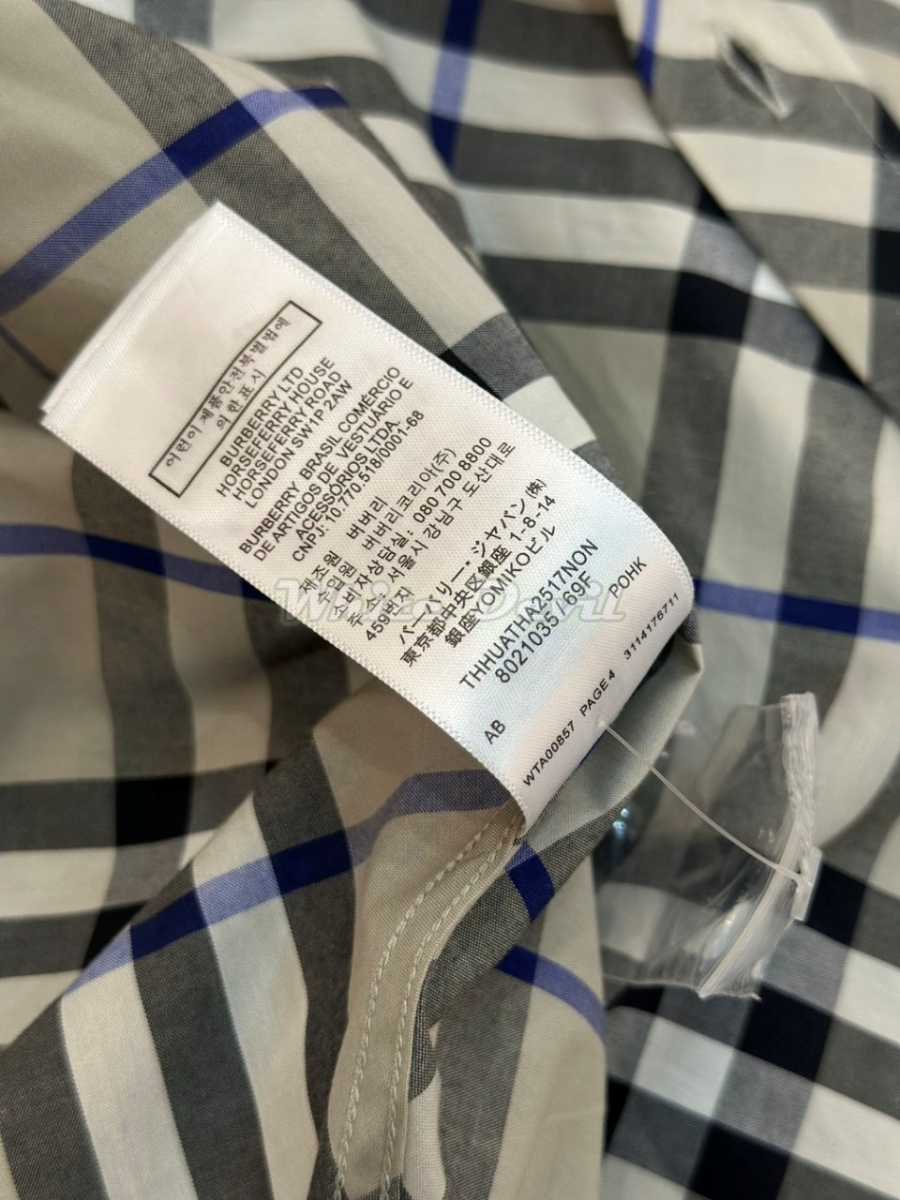 어린이제품안전특별법에
의한표시
BURBERRY LTD
HORSEFERRY HOUSE
HORSEFERRY ROAD
LONDON SW1P 2AW
BURBERRY BRASIL COMERCIO
DE ARTIGOS DE VESTUÁRIO E
ACESSÓRIOS LTDA.
CNPJ: 10.770.518/0001-68
제조원 버버리
수입원 버버리코리아(주)
소비자상담실: 080 700 8800
서울시 강남구 도산대로
459번지
バーバリー・ジャパン(株)
東京都中央区銀座 1-8-14
銀座YOMIKOビル
THHUATHA2517NON
8021035 / 69F
AB POHK
WTA00857 PAGE 4 3114176711
White Devil